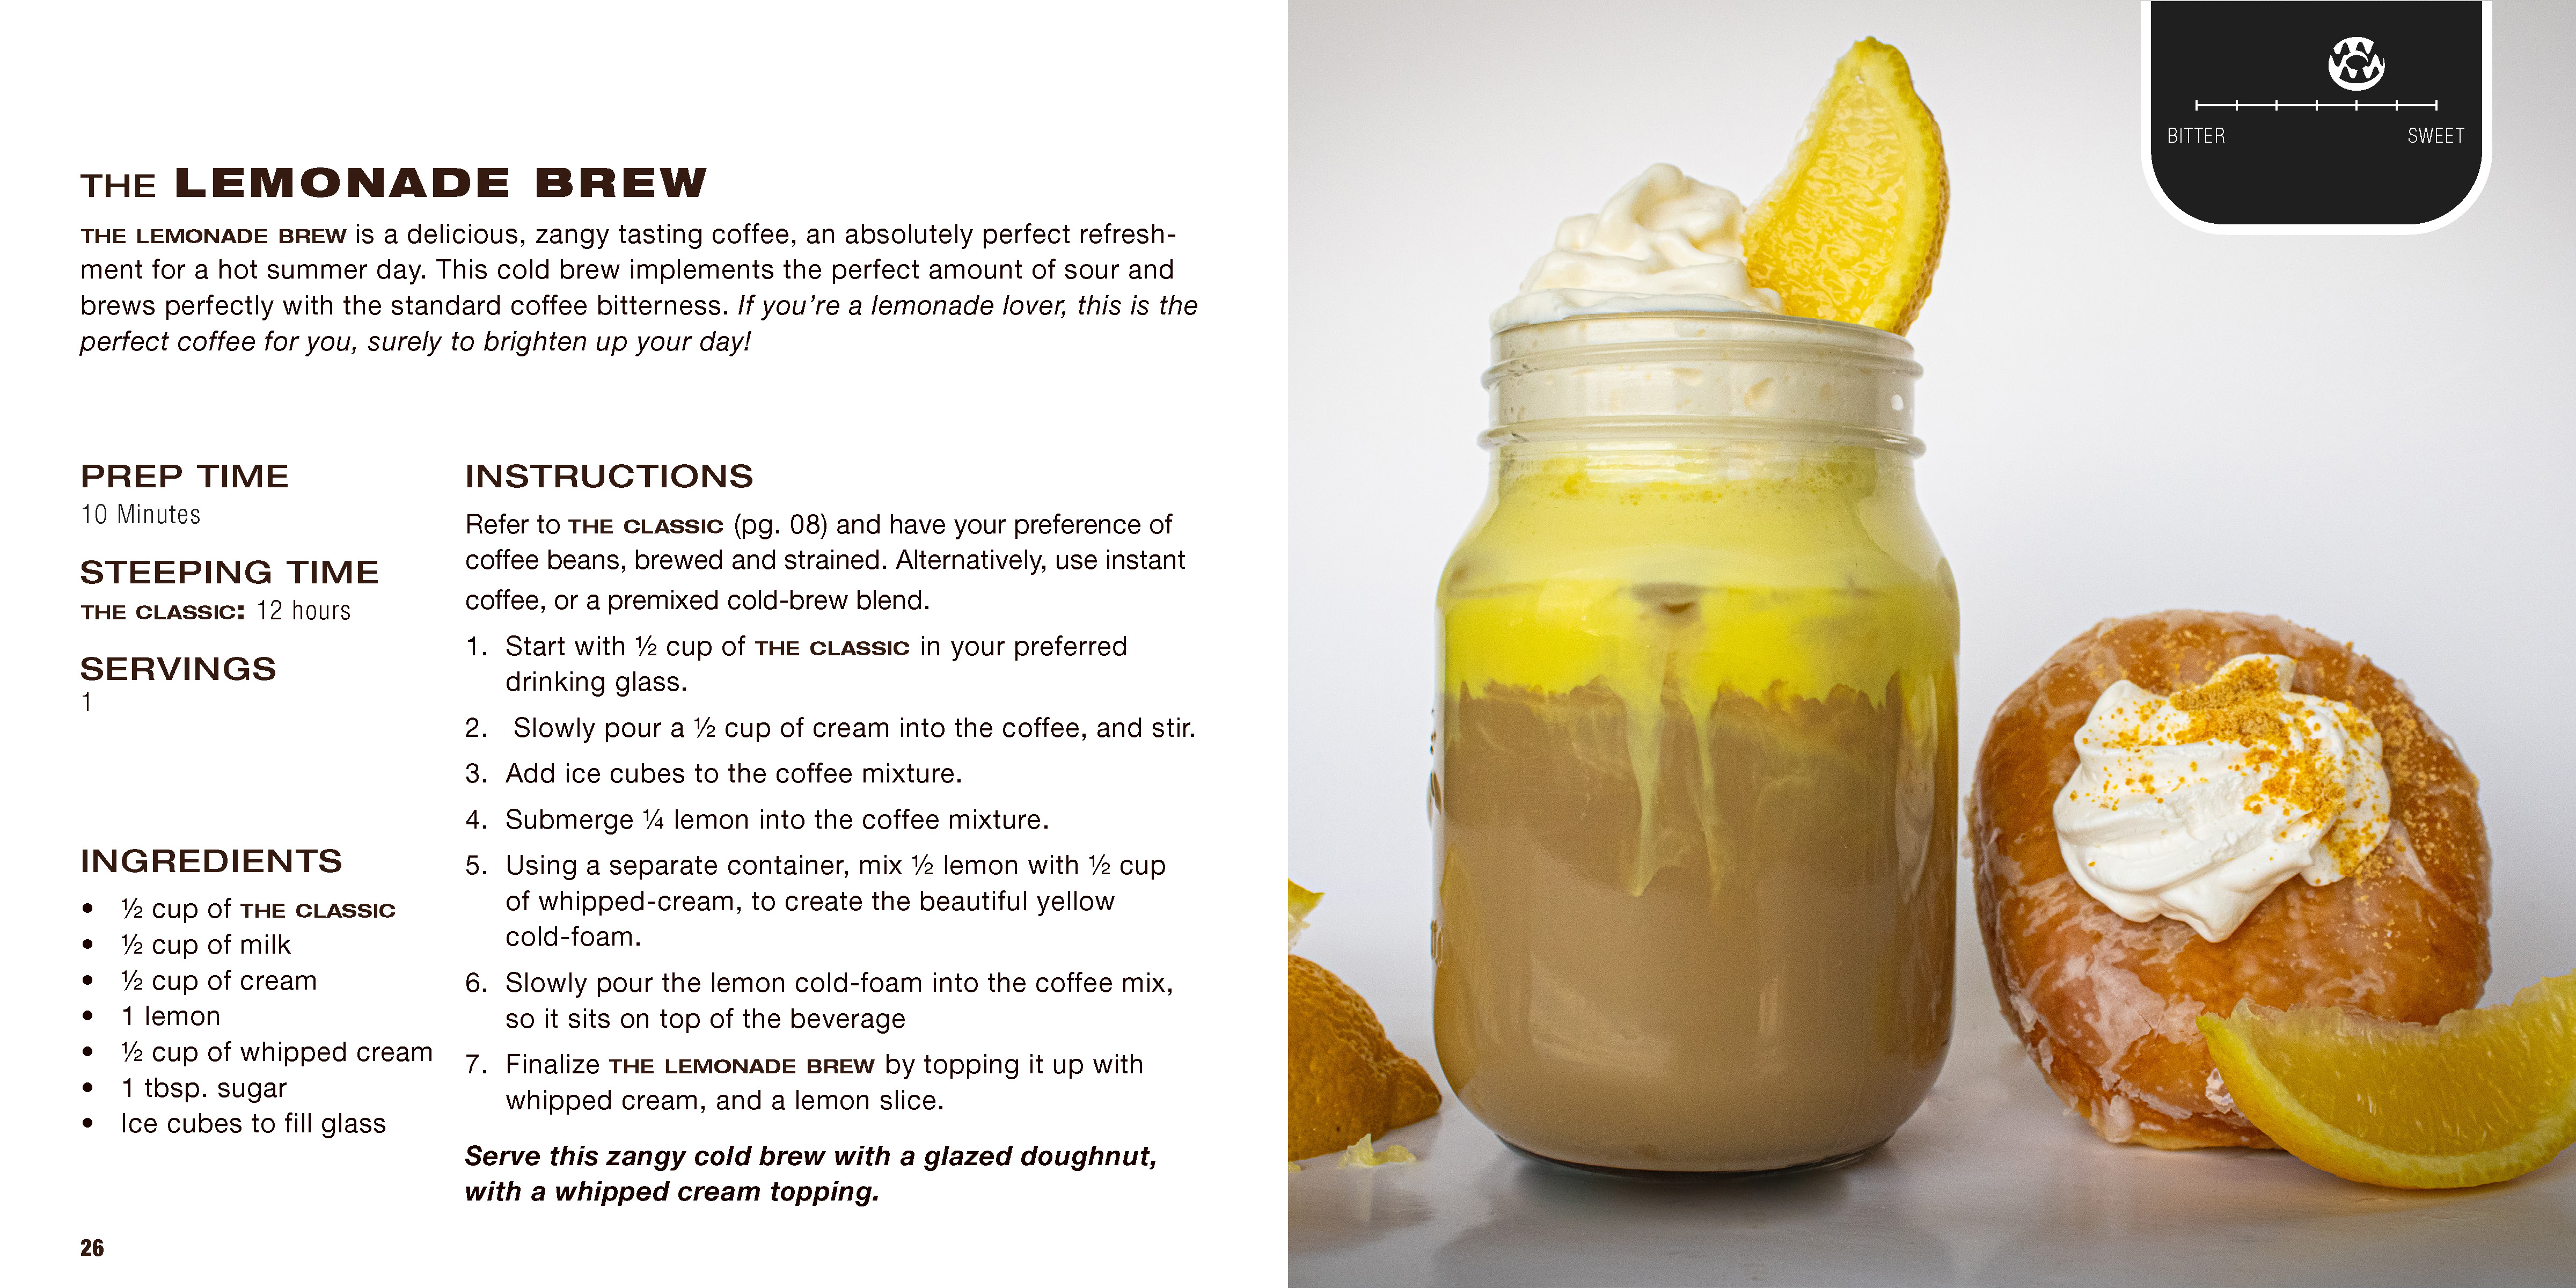 THE LEMONADE BREW
THE LEMONADE BREW is a delicious, zangy tasting coffee, an absolutely perfect refresh-
ment for a hot summer day. This cold brew implements the perfect amount of sour and
brews perfectly with the standard coffee bitterness. If you're a lemonade lover, this is the
perfect coffee for you, surely to brighten up your day!
PREP TIME
10 Minutes
STEEPING TIME
THE CLASSIC: 12 hours
SERVINGS
1
INGREDIENTS
• ½ cup of THE CLASSIC
• ½ cup of milk
• ½ cup of cream
• 1 lemon
• ½ cup of whipped cream
• 1 tbsp. sugar
• Ice cubes to fill glass
INSTRUCTIONS
Refer to THE CLASSIC (pg. 08) and have your preference of
coffee beans, brewed and strained. Alternatively, use instant
coffee, or a premixed cold-brew blend.
1. Start with ½ cup of THE CLASSIC in your preferred
drinking glass.
2. Slowly pour a ½ cup of cream into the coffee, and stir.
3. Add ice cubes to the coffee mixture.
4. Submerge ¼ lemon into the coffee mixture.
5. Using a separate container, mix ½ lemon with ½ cup
of whipped-cream, to create the beautiful yellow
cold-foam.
6. Slowly pour the lemon cold-foam into the coffee mix,
so it sits on top of the beverage
7. Finalize THE LEMONADE BREW by topping it up with
whipped cream, and a lemon slice.
Serve this zangy cold brew with a glazed doughnut,
with a whipped cream topping.
26
BITTER SWEET